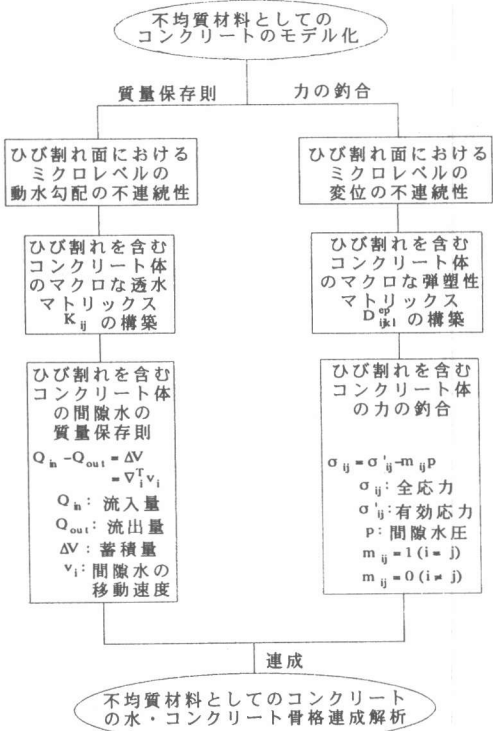 不均質材料としての
コンクリートのモデル化
質量保存則
力の釣合
ひび割れ面における
ミクロレベルの
動水勾配の不連続性
ひび割れ面における
ミクロレベルの
変位の不連続性
ひび割れを含む
コンクリート体
のマクロな透水
マトリックス
K_ij の構築
ひび割れを含む
コンクリート体
のマクロな弾塑性
マトリックス
D^ep_ijkl の構築
ひび割れを含む
コンクリート体
の間隙水の
質量保存則
Q_in -Q_out = ΔV
= ∇^T_i v_i
Q_in: 流入量
Q_out: 流出量
ΔV: 蓄積量
v_i: 間隙水の
移動速度
ひび割れを含む
コンクリート体
の力の釣合
σ_ij = σ'_ij -m_ij p
σ_ij: 全応力
σ'_ij: 有効応力
p: 間隙水圧
m_ij = 1 (i = j)
m_ij = 0 (i ≠ j)
連成
不均質材料としてのコンクリート
の水・コンクリート骨格連成解析